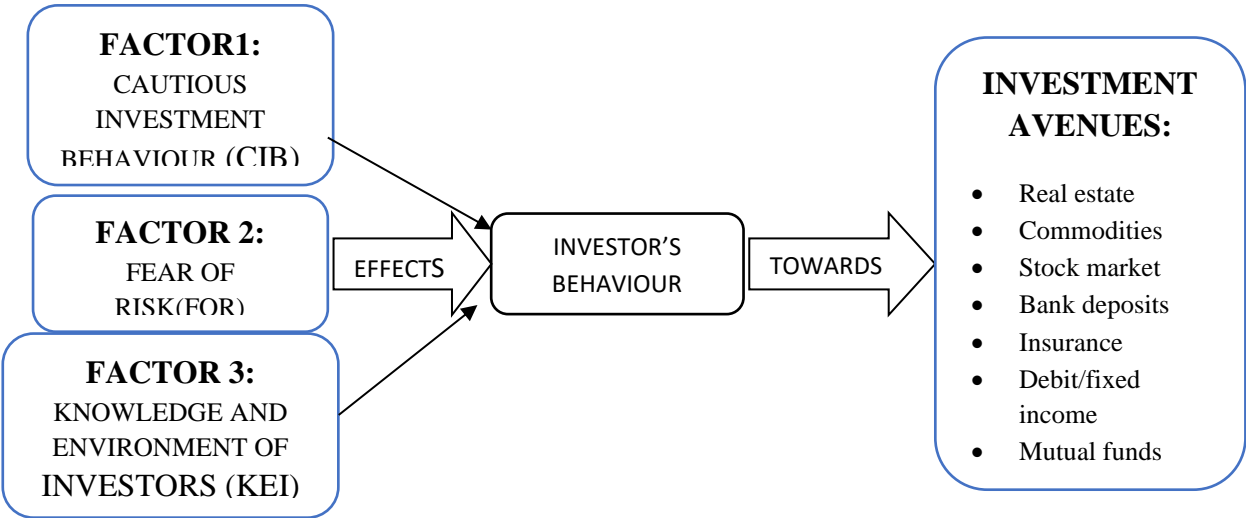 FACTOR1:
CAUTIOUS
INVESTMENT
BEHAVIOUR (CIB)
FACTOR 2:
FEAR OF
RISK(FOR)
FACTOR 3:
KNOWLEDGE AND
ENVIRONMENT OF
INVESTORS (KEI)
EFFECTS
INVESTOR'S
BEHAVIOUR
TOWARDS
INVESTMENT
AVENUES:
• Real estate
• Commodities
• Stock market
• Bank deposits
• Insurance
• Debit/fixed
income
• Mutual funds